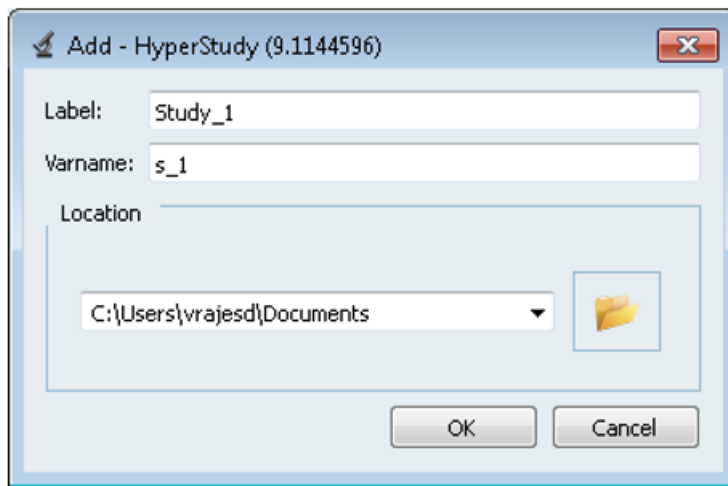 Add - HyperStudy (9.1144596)
Label: Study_1
Varname: s_1
Location
C:\Users\vrajesd\Documents
OK Cancel